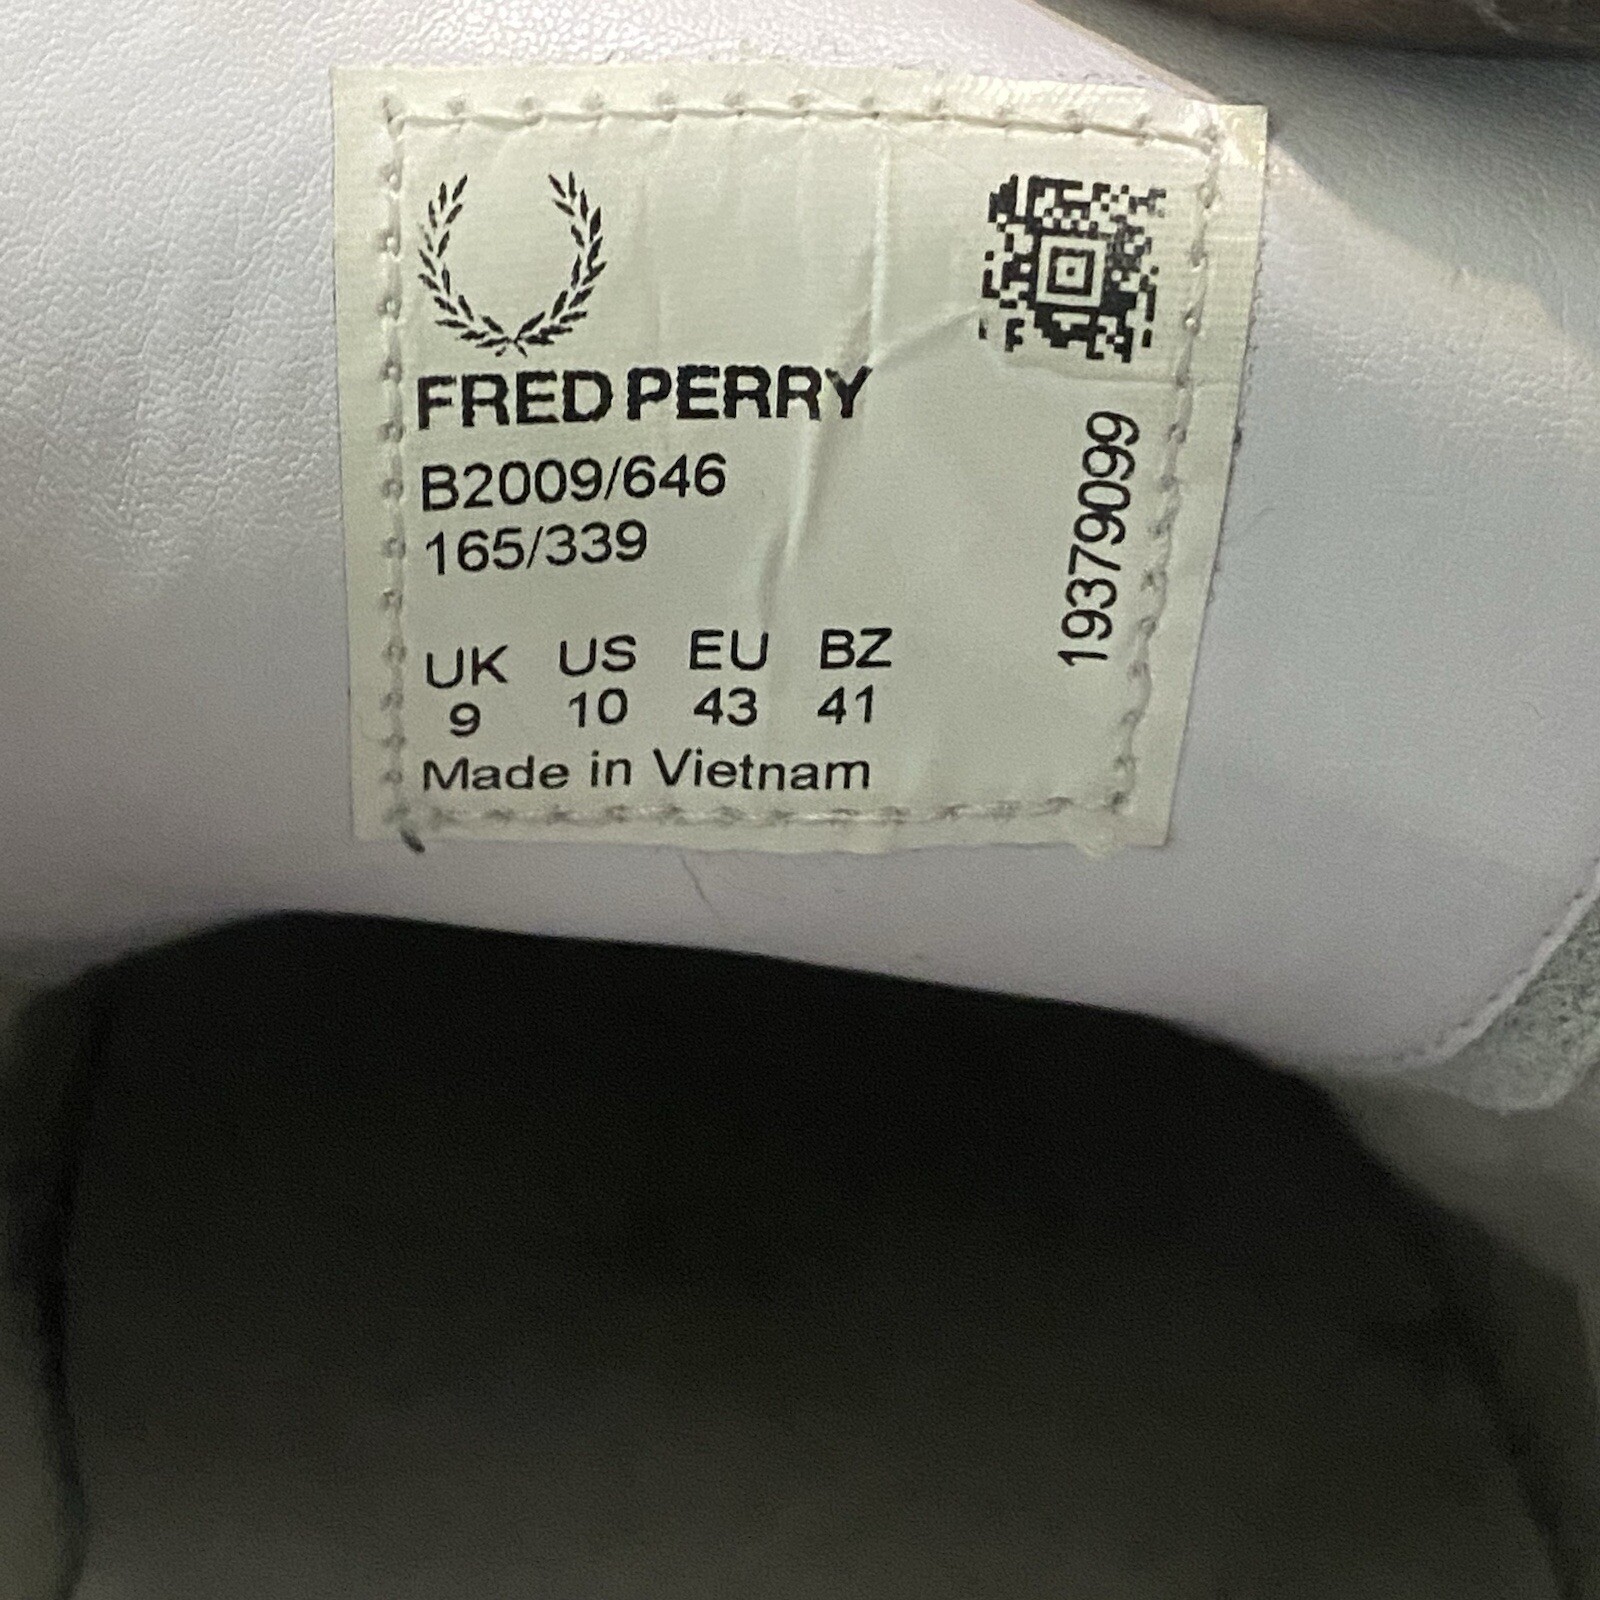 FRED PERRY
B2009/646
165/339
UK US EU BZ
9 10 43 41
Made in Vietnam
19379099